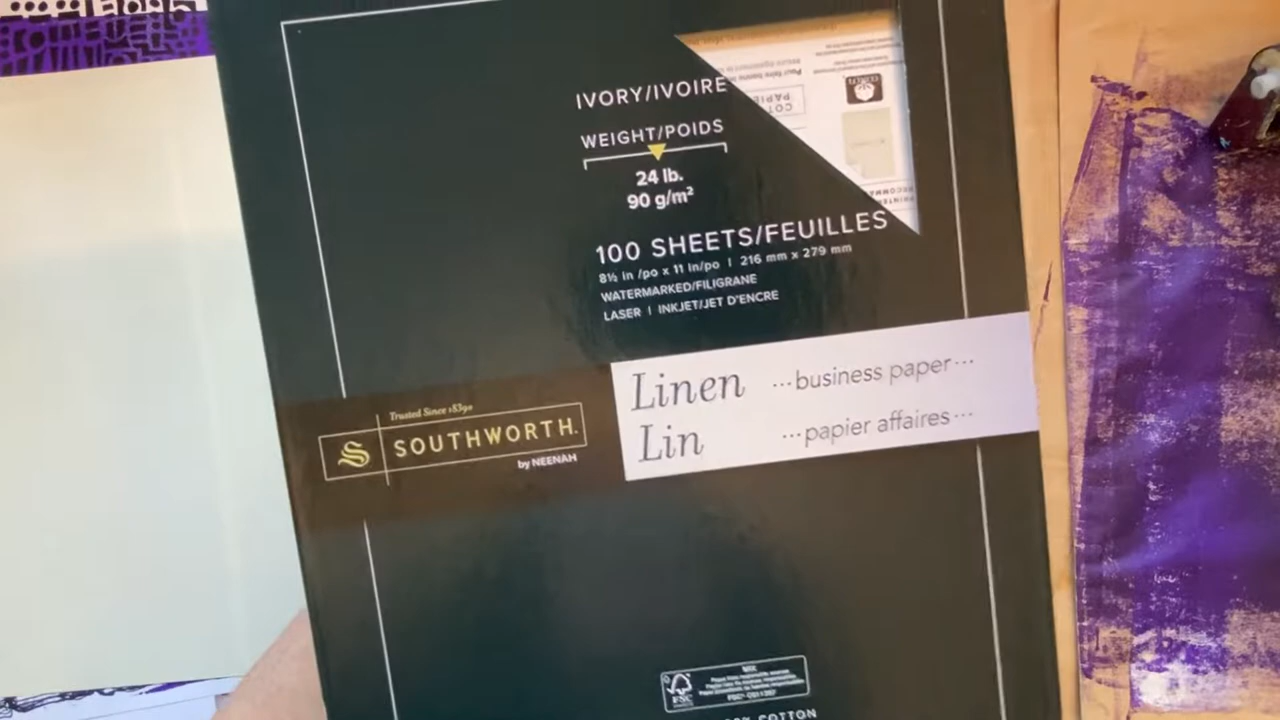 IVORY/IVOIRE
WEIGHT/POIDS
24 lb.
90 g/m²
100 SHEETS/FEUILLES
8½ in /po x 11 in/po | 216 mm x 279 mm
WATERMARKED/FILIGRANE
LASER | INKJET/JET D'ENCRE
Linen ...business paper...
Lin ...papier affaires...
Trusted Since 1839
S SOUTHWORTH.
by NEENAH
MIX
FSC
COTTON